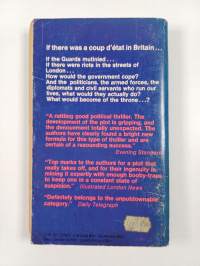 If there was a coup d'état in Britain...
If the Guards mutinied...
If there were riots in the streets of
London...
How would the government cope?
And the politicians, the armed forces, the
diplomats and civil servants who run our
lives, what would they actually do?
What would become of the throne...?
"A rattling good political thriller. The
development of the plot is gripping, and
the denouement totally unexpected. The
authors have clearly found a bright new
formula for this type of thriller and are
certain of a resounding success."
Evening Standard
"Top marks to the authors for a plot that
really takes off, and for their ingenuity in
mining it expertly with enough booby-traps
to keep one in a constant state of
suspicion." Illustrated London News
"Definitely belongs to the unputdownable
category." Daily Telegraph